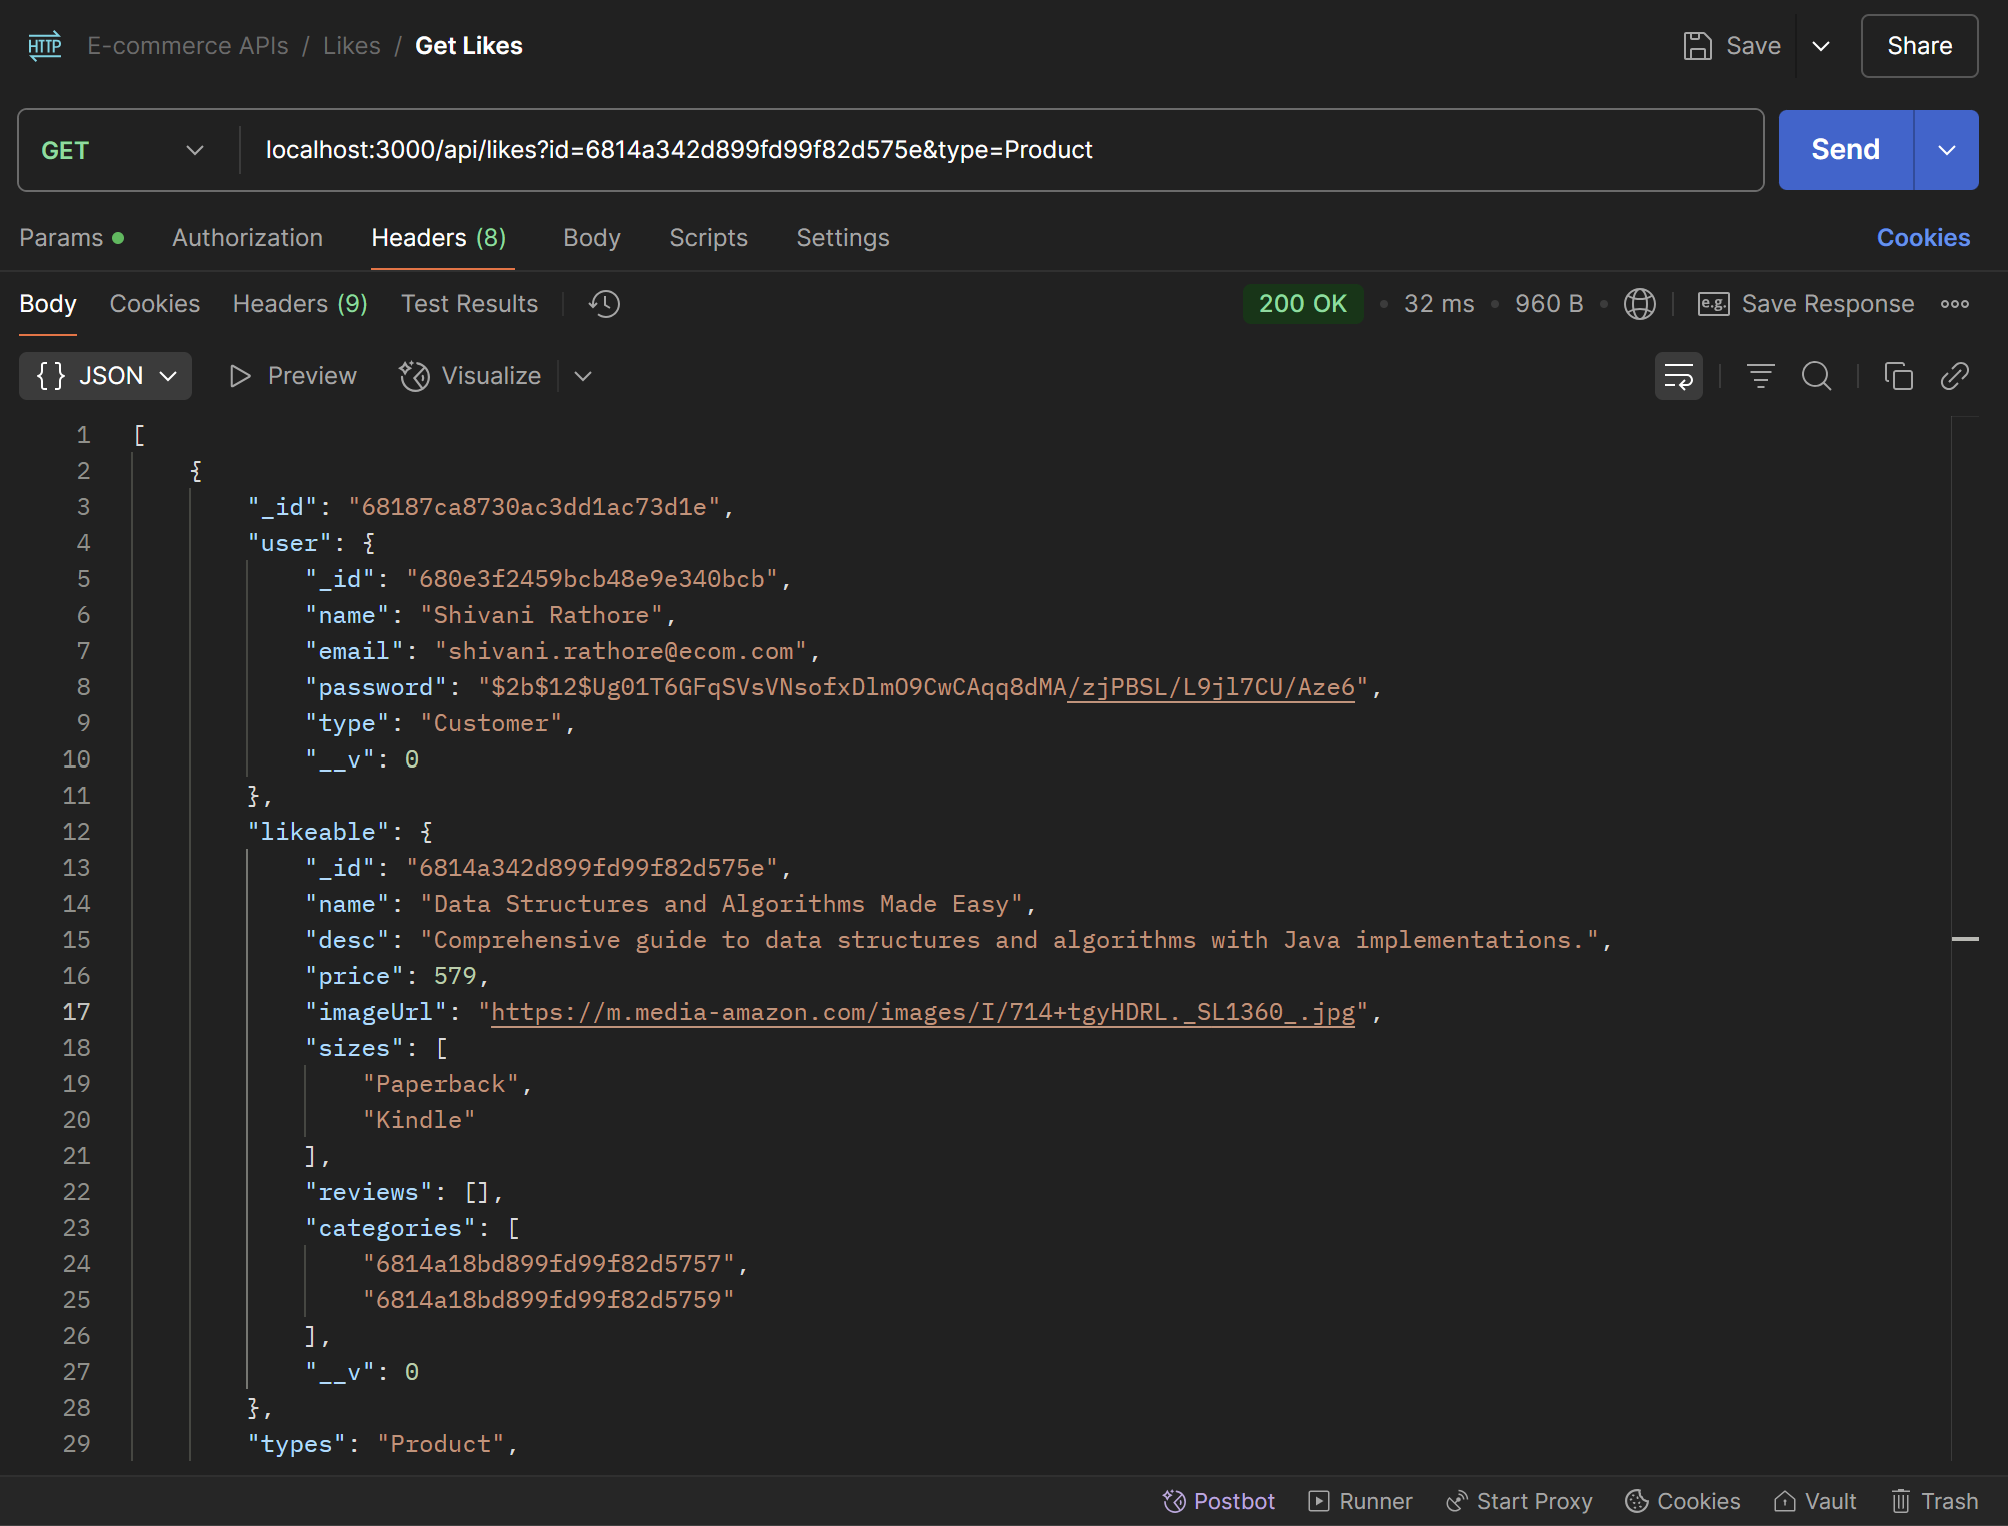 HTTP E-commerce APIs / Likes / Get Likes Save Share
GET localhost:3000/api/likes?id=6814a342d899fd99f82d575e&type=Product Send
Params Authorization Headers (8) Body Scripts Settings Cookies
Body Cookies Headers (9) Test Results 200 OK 32 ms 960 B e.g. Save Response
{} JSON Preview Visualize
1 [
2 {
3 "_id": "68187ca8730ac3dd1ac73d1e",
4 "user": {
5 "_id": "680e3f2459bcb48e9e340bcb",
6 "name": "Shivani Rathore",
7 "email": "shivani.rathore@ecom.com",
8 "password": "$2b$12$Ug01T6GFqSVsVNsofxDlmO9CwCAqq8dMA/zjPBSL/L9jl7CU/Aze6",
9 "type": "Customer",
10 "__v": 0
11 },
12 "likeable": {
13 "_id": "6814a342d899fd99f82d575e",
14 "name": "Data Structures and Algorithms Made Easy",
15 "desc": "Comprehensive guide to data structures and algorithms with Java implementations.",
16 "price": 579,
17 "imageUrl": "https://m.media-amazon.com/images/I/714+tgyHDRL._SL1360_.jpg",
18 "sizes": [
19 "Paperback",
20 "Kindle"
21 ],
22 "reviews": [],
23 "categories": [
24 "6814a18bd899fd99f82d5757",
25 "6814a18bd899fd99f82d5759"
26 ],
27 "__v": 0
28 },
29 "types": "Product",
Postbot Runner Start Proxy Cookies Vault Trash